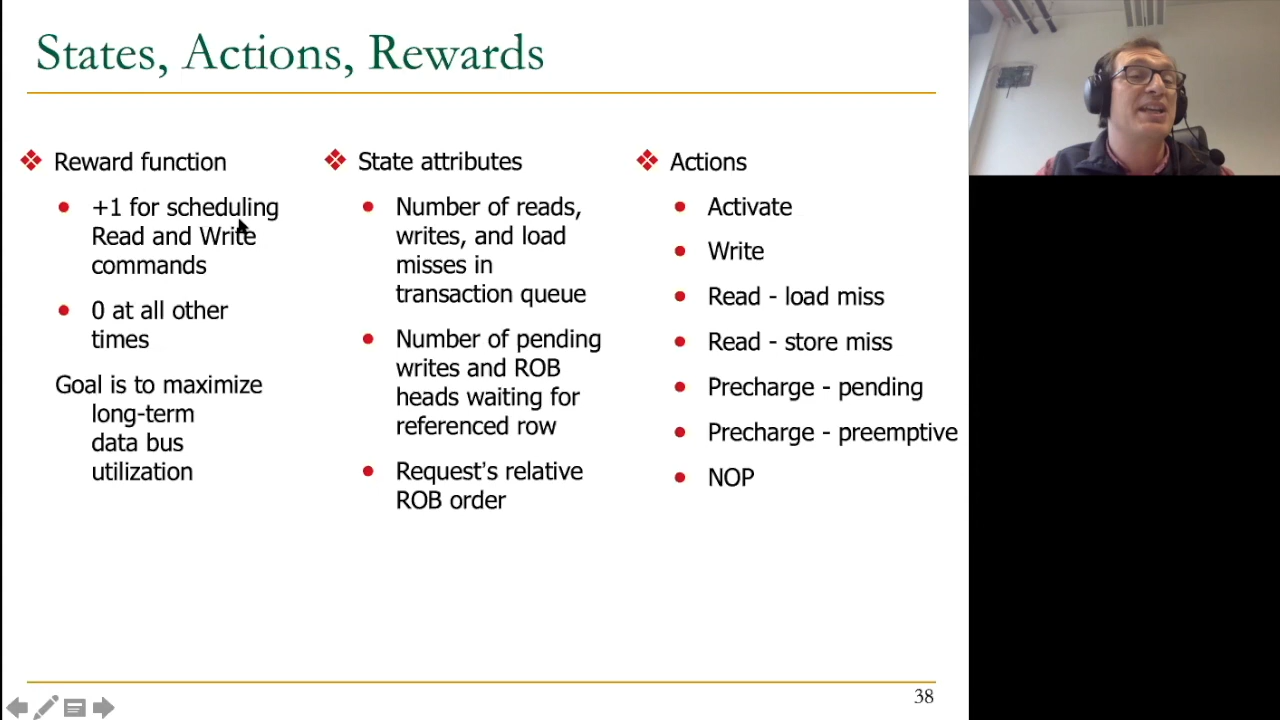 States, Actions, Rewards
Reward function
+1 for scheduling
Read and Write
commands
0 at all other
times
Goal is to maximize
long-term
data bus
utilization
State attributes
Number of reads,
writes, and load
misses in
transaction queue
Number of pending
writes and ROB
heads waiting for
referenced row
Request’s relative
ROB order
Actions
Activate
Write
Read - load miss
Read - store miss
Precharge - pending
Precharge - preemptive
NOP
38